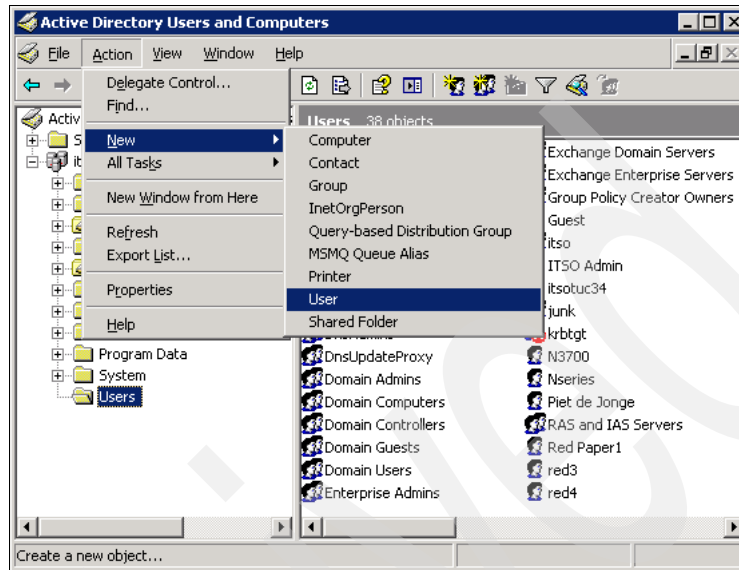 Active Directory Users and Computers
File Action View Window Help
Delegate Control...
Find...
New
All Tasks
New Window from Here
Refresh
Export List...
Properties
Help
Activ
S
it
Program Data
System
Users
Users 38 objects
Computer
Contact
Group
InetOrgPerson
Query-based Distribution Group
MSMQ Queue Alias
Printer
User
Shared Folder
DnsUpdateProxy
Domain Admins
Domain Computers
Domain Controllers
Domain Guests
Domain Users
Enterprise Admins
Exchange Domain Servers
Exchange Enterprise Servers
Group Policy Creator Owners
Guest
itso
ITSO Admin
itsotuc34
junk
krbtgt
N3700
Nseries
Piet de Jonge
RAS and IAS Servers
Red Paper1
red3
red4
Create a new object...